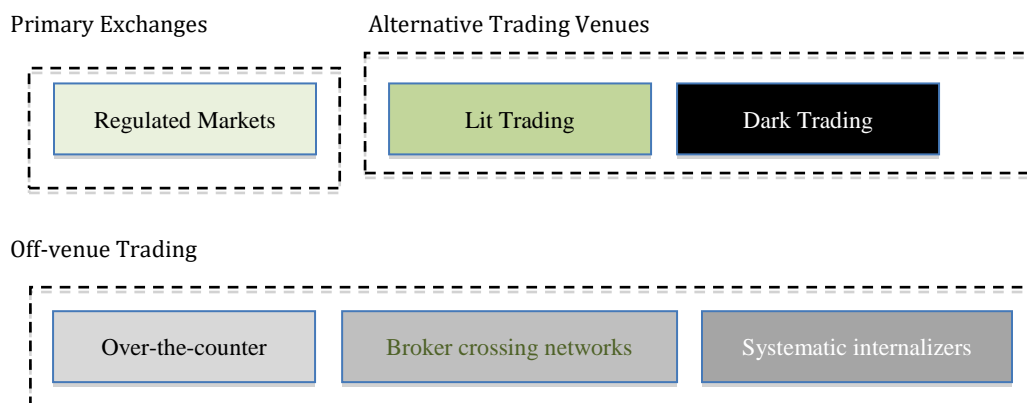 Primary Exchanges
Alternative Trading Venues
Regulated Markets
Lit Trading
Dark Trading
Off-venue Trading
Over-the-counter
Broker crossing networks
Systematic internalizers